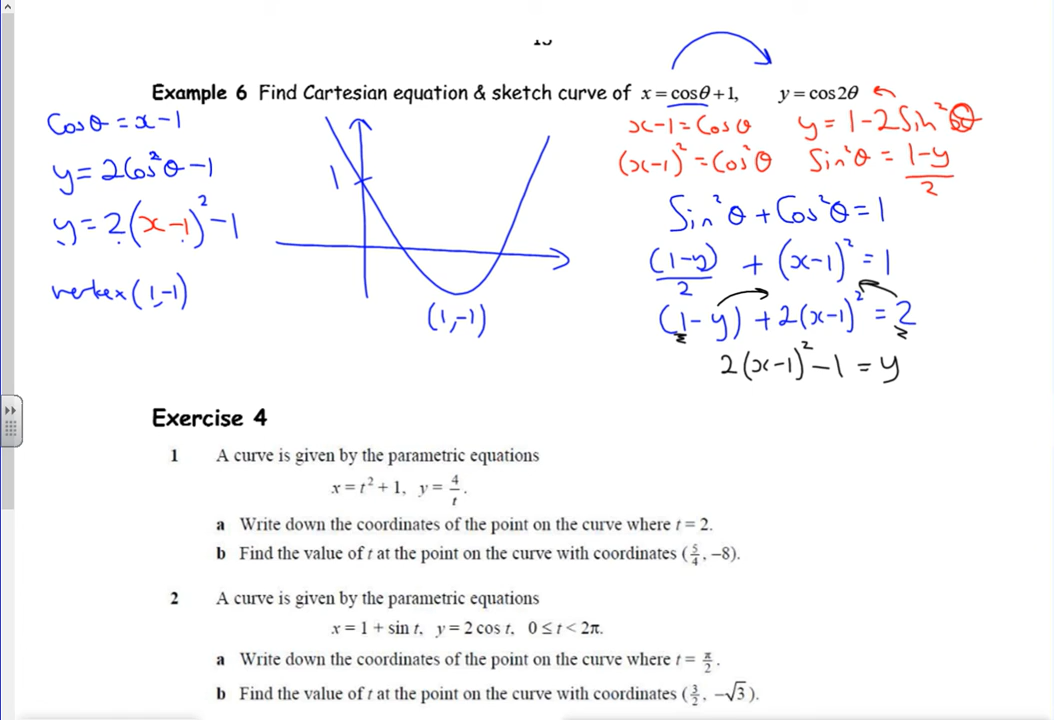 Example 6 Find Cartesian equation & sketch curve of x = cosθ + 1, y = cos2θ
Cosθ = x - 1
y = 2Cos²θ - 1
y = 2(x - 1)² - 1
vertex (1, -1)
1
(1, -1)
x - 1 = Cosθ
y = 1 - 2Sin²θ
(x - 1)² = Cos²θ
Sin²θ = (1 - y)/2
Sin²θ + Cos²θ = 1
(1 - y)/2 + (x - 1)² = 1
(1 - y) + 2(x - 1)² = 2
2(x - 1)² - 1 = y
Exercise 4
1 A curve is given by the parametric equations
x = t² + 1, y = 4/t.
a Write down the coordinates of the point on the curve where t = 2.
b Find the value of t at the point on the curve with coordinates (5/4, -8).
2 A curve is given by the parametric equations
x = 1 + sin t, y = 2 cos t, 0 ≤ t < 2π.
a Write down the coordinates of the point on the curve where t = π/2.
b Find the value of t at the point on the curve with coordinates (3/2, -√3).